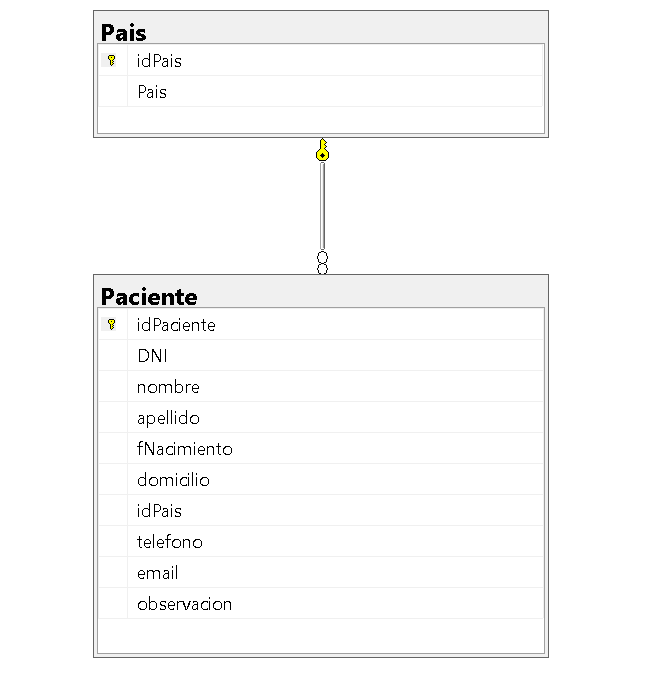 Pais
idPais
Pais
Paciente
idPaciente
DNI
nombre
apellido
fNacimiento
domicilio
idPais
telefono
email
observacion